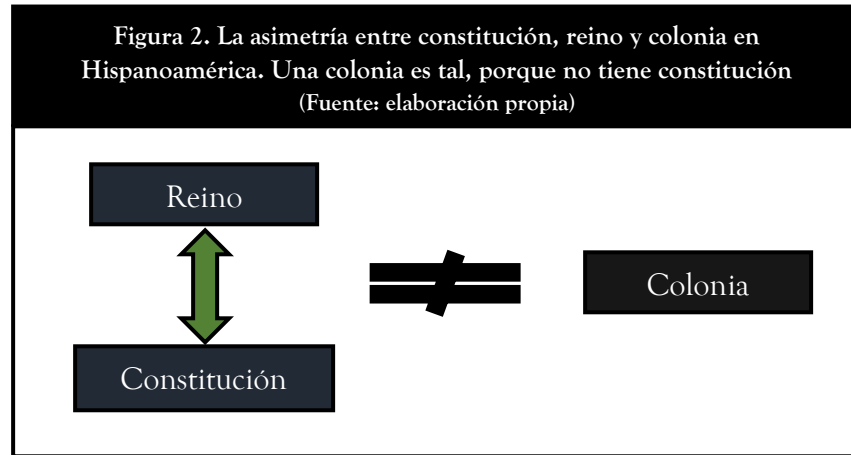 Figura 2. La asimetría entre constitución, reino y colonia en
Hispanoamérica. Una colonia es tal, porque no tiene constitución
(Fuente: elaboración propia)
Reino
Colonia
Constitución